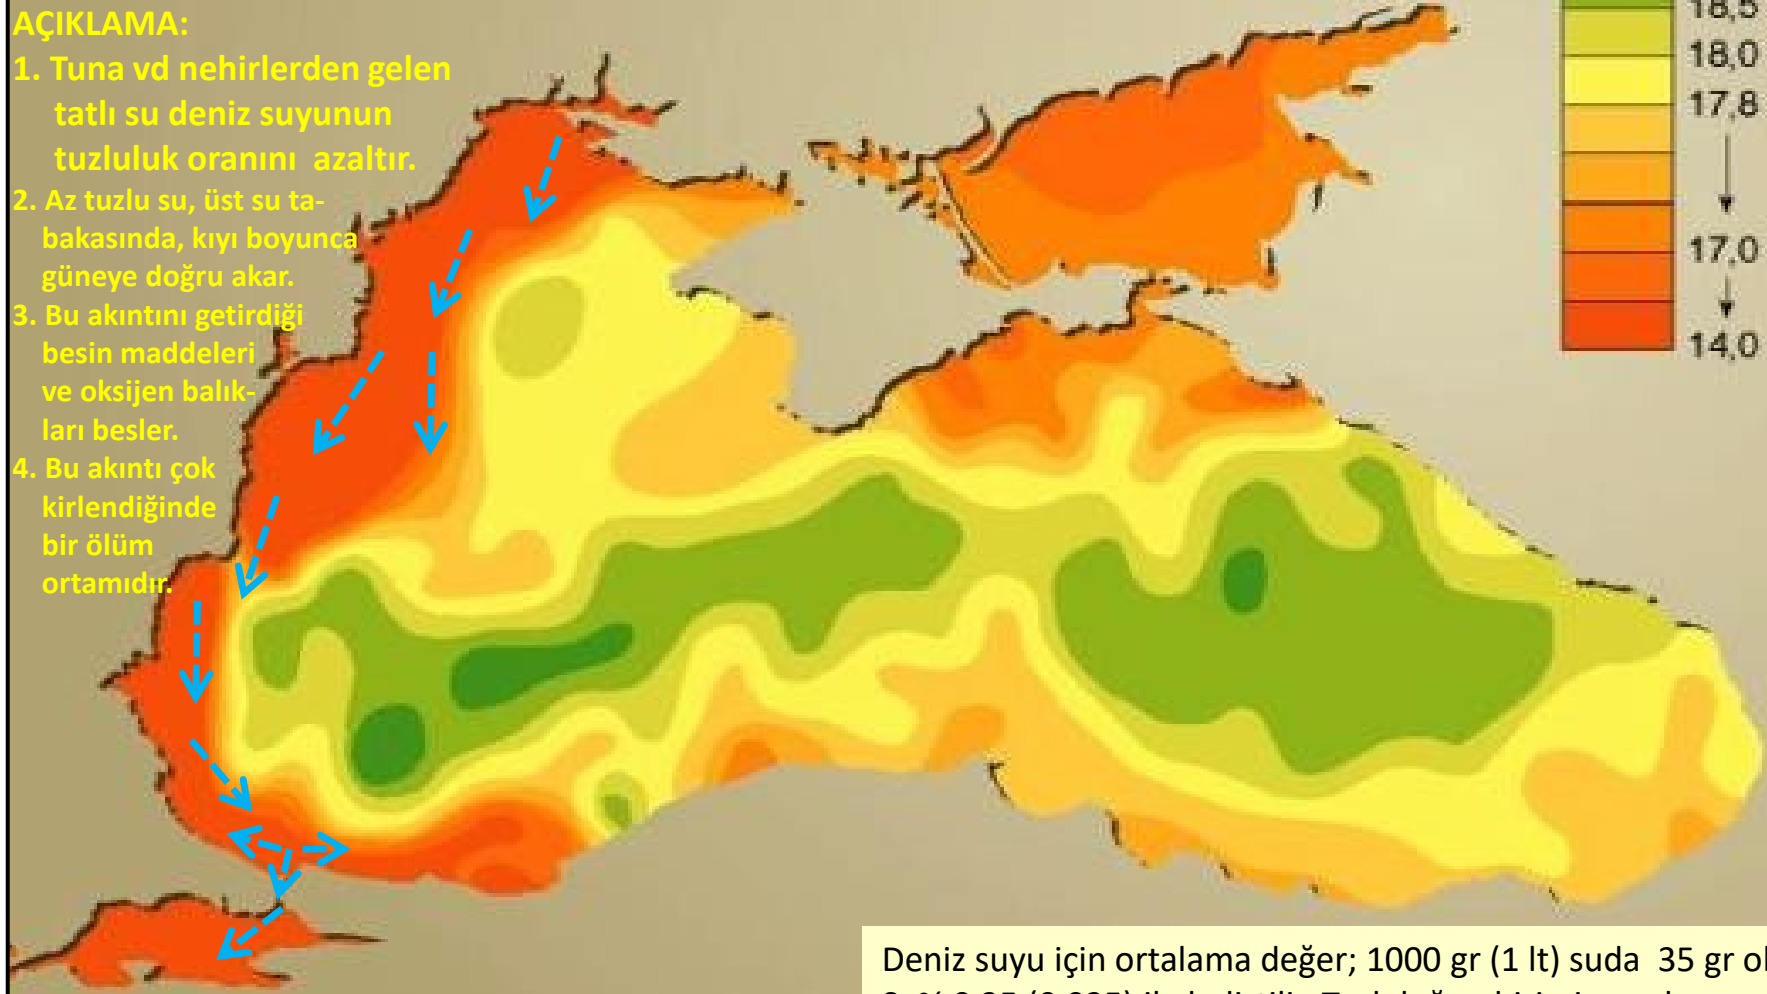 AÇIKLAMA:
1. Tuna vd nehirlerden gelen
tatlı su deniz suyunun
tuzluluk oranını azaltır.
2. Az tuzlu su, üst su ta-
bakasında, kıyı boyunca
güneye doğru akar.
3. Bu akıntını getirdiği
besin maddeleri
ve oksijen balık-
ları besler.
4. Bu akıntı çok
kirlendiğinde
bir ölüm
ortamıdır.
18,5
18,0
17,8
17,0
14,0
Deniz suyu için ortalama değer; 1000 gr (1 lt) suda 35 gr ol